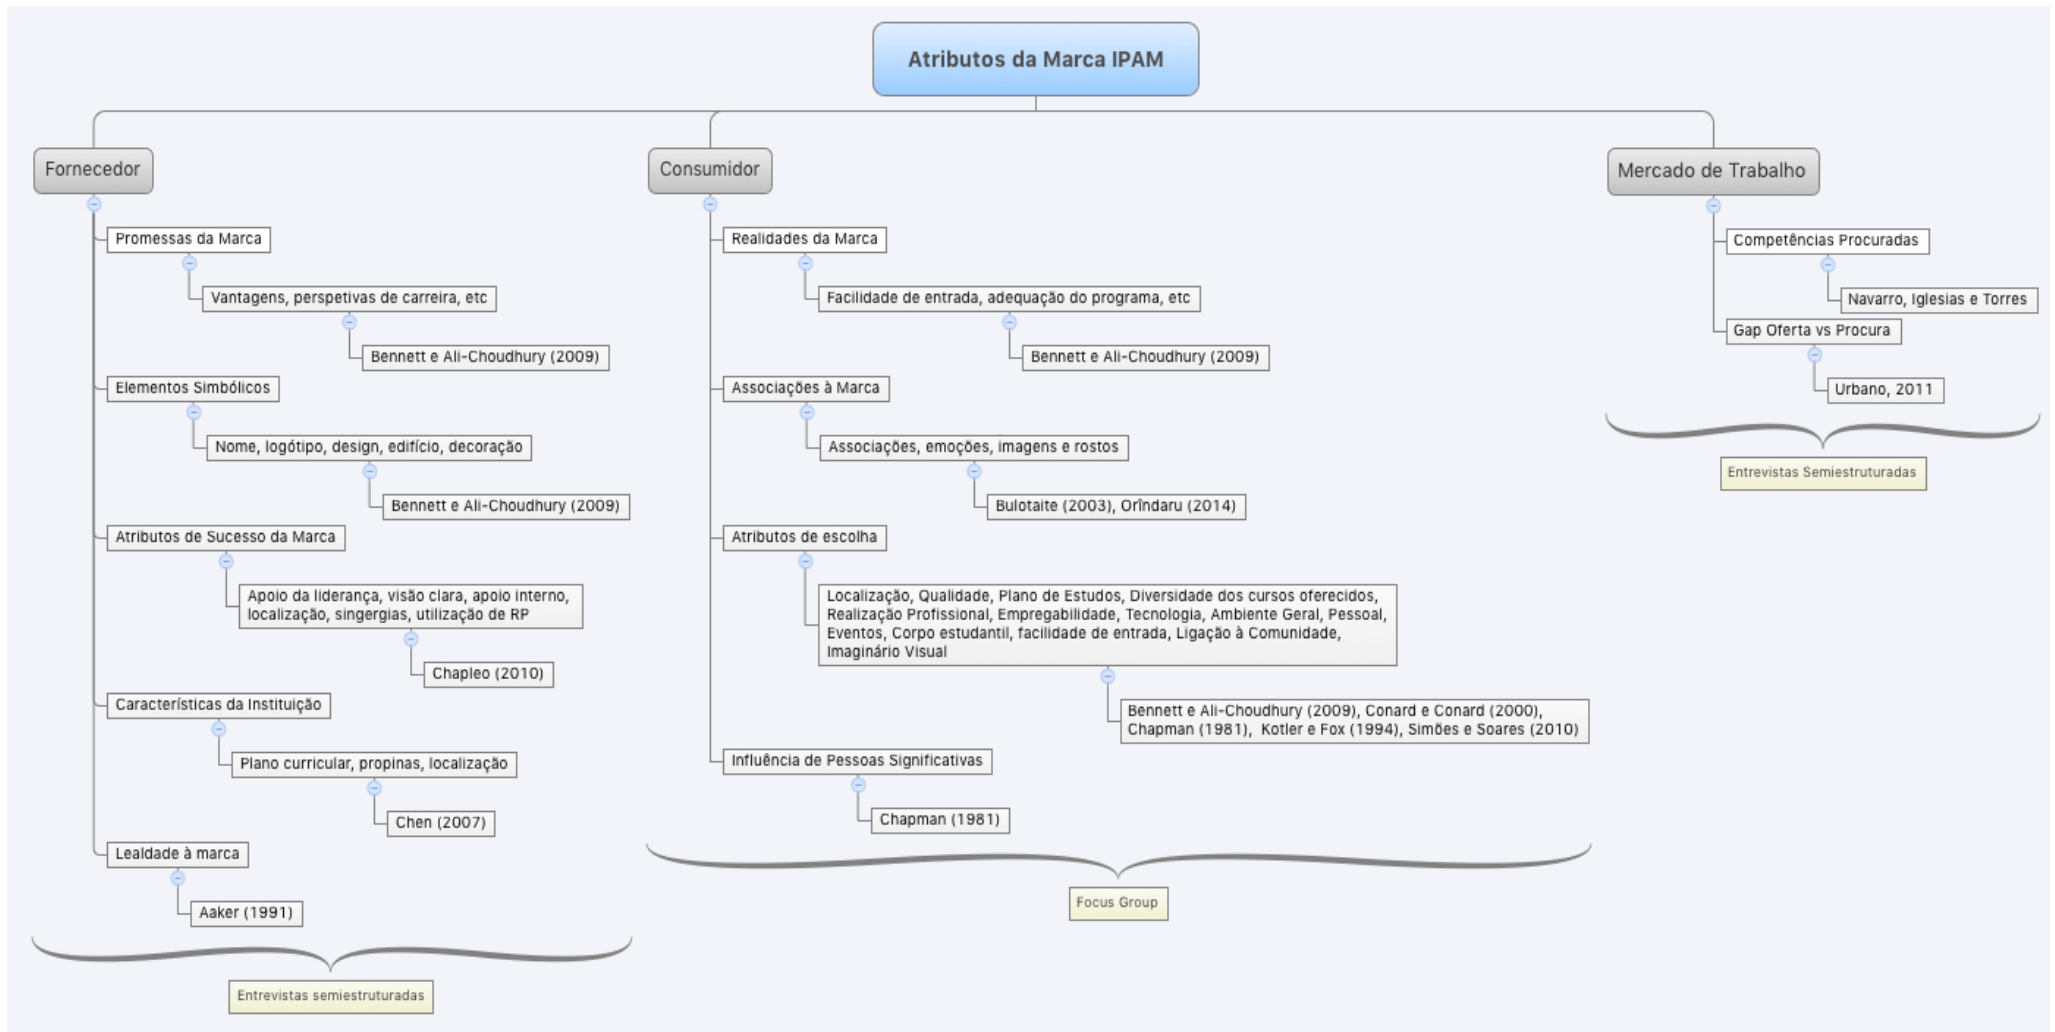 Atributos da Marca IPAM
Fornecedor
Promessas da Marca
Vantagens, perspetivas de carreira, etc
Bennett e Ali-Choudhury (2009)
Elementos Simbólicos
Nome, logótipo, design, edifício, decoração
Bennett e Ali-Choudhury (2009)
Atributos de Sucesso da Marca
Apoio da liderança, visão clara, apoio interno,
localização, singergias, utilização de RP
Chapleo (2010)
Características da Instituição
Plano curricular, propinas, localização
Chen (2007)
Lealdade à marca
Aaker (1991)
Entrevistas semiestruturadas
Consumidor
Realidades da Marca
Facilidade de entrada, adequação do programa, etc
Bennett e Ali-Choudhury (2009)
Associações à Marca
Associações, emoções, imagens e rostos
Bulotaite (2003), Orîndaru (2014)
Atributos de escolha
Localização, Qualidade, Plano de Estudos, Diversidade dos cursos oferecidos,
Realização Profissional, Empregabilidade, Tecnologia, Ambiente Geral, Pessoal,
Eventos, Corpo estudantil, facilidade de entrada, Ligação à Comunidade,
Imaginário Visual
Bennett e Ali-Choudhury (2009), Conard e Conard (2000),
Chapman (1981),  Kotler e Fox (1994), Simões e Soares (2010)
Influência de Pessoas Significativas
Chapman (1981)
Focus Group
Mercado de Trabalho
Competências Procuradas
Navarro, Iglesias e Torres
Gap Oferta vs Procura
Urbano, 2011
Entrevistas Semiestruturadas